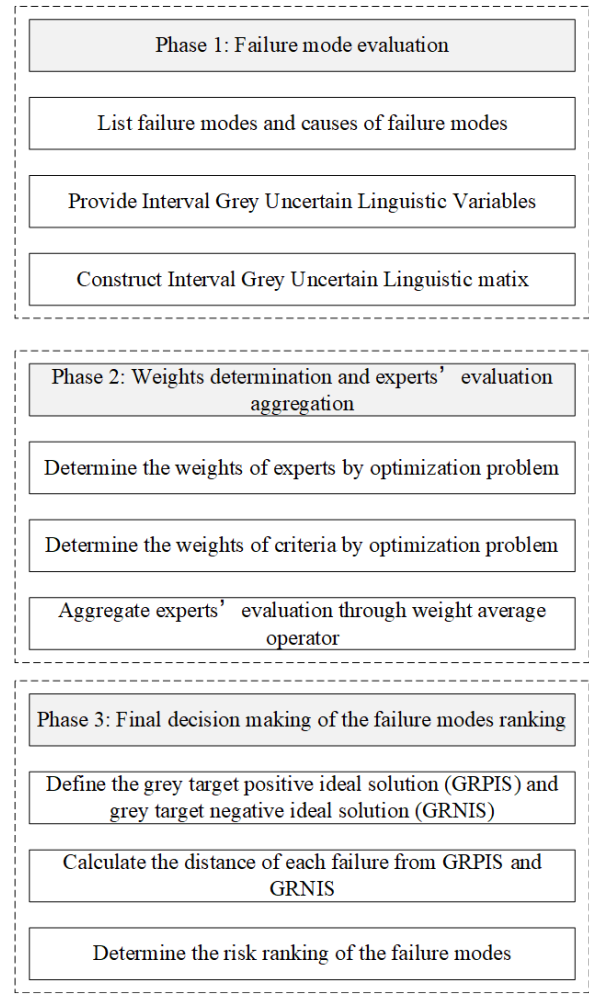 Phase 1: Failure mode evaluation
List failure modes and causes of failure modes
Provide Interval Grey Uncertain Linguistic Variables
Construct Interval Grey Uncertain Linguistic matix
Phase 2: Weights determination and experts’ evaluation
aggregation
Determine the weights of experts by optimization problem
Determine the weights of criteria by optimization problem
Aggregate experts’ evaluation through weight average
operator
Phase 3: Final decision making of the failure modes ranking
Define the grey target positive ideal solution (GRPIS) and
grey target negative ideal solution (GRNIS)
Calculate the distance of each failure from GRPIS and
GRNIS
Determine the risk ranking of the failure modes